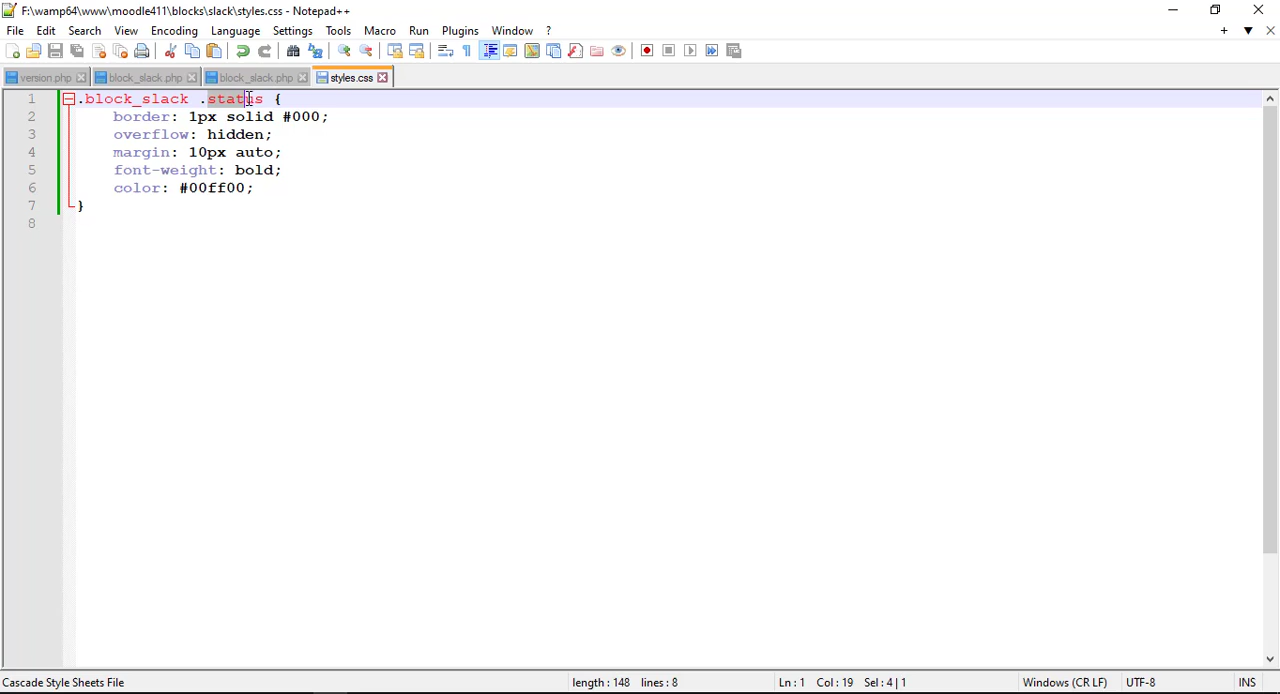 F:\wamp64\www\moodle411\blocks\slack\styles.css - Notepad++
File Edit Search View Encoding Language Settings Tools Macro Run Plugins Window ?
version.php block_slack.php block_slack.php styles.css
1 .block_slack .status {
2 border: 1px solid #000;
3 overflow: hidden;
4 margin: 10px auto;
5 font-weight: bold;
6 color: #00ff00;
7 }
8
Cascade Style Sheets File length : 148 lines : 8 Ln : 1 Col : 19 Sel : 4 | 1 Windows (CR LF) UTF-8 INS